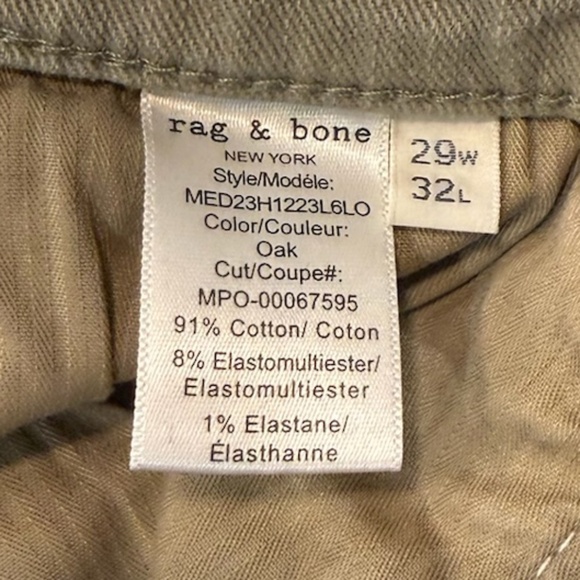 rag & bone
NEW YORK
Style/Modéle:
MED23H1223L6LO
Color/Couleur:
Oak
Cut/Coupe#:
MPO-00067595
91% Cotton/ Coton
8% Elastomultiester/
Elastomultiester
1% Elastane/
Élasthanne
29W
32L